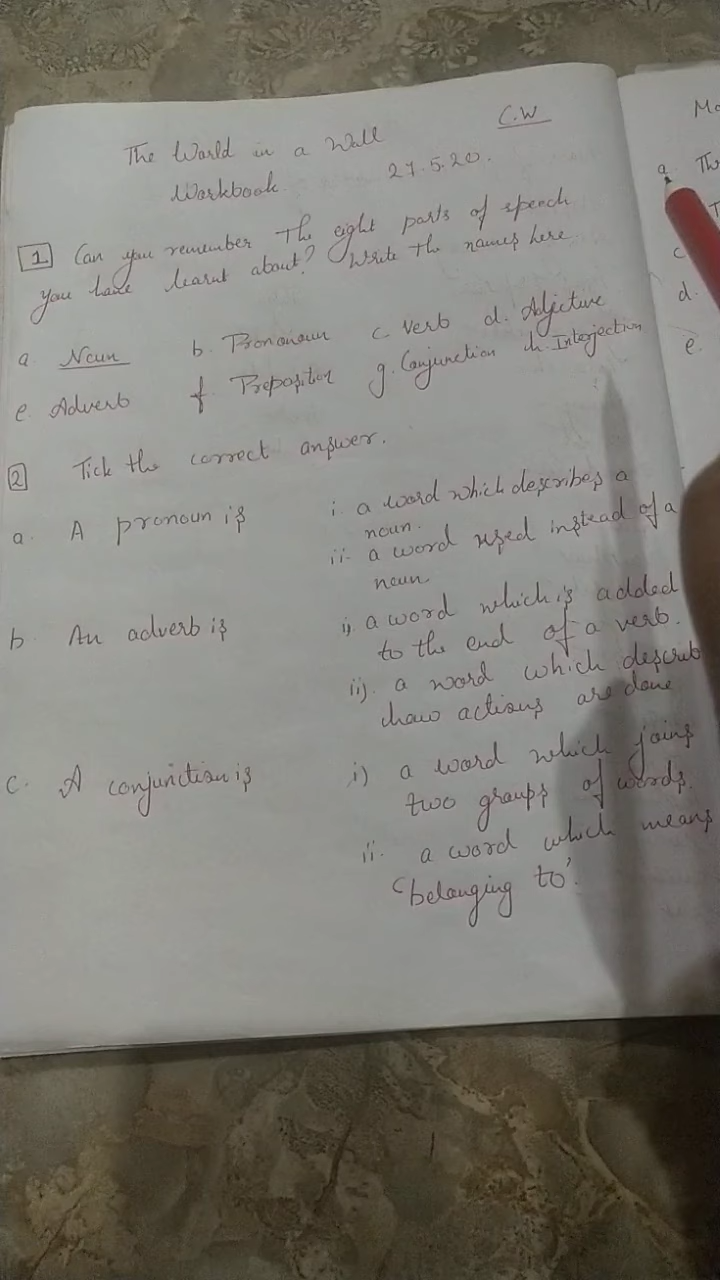 C.W
The World in a Wall
Workbook 27.5.20.
1. Can you remember the eight parts of speech
you have learnt about? Write the names here
a. Noun b. Prononoun c. Verb d. Adjective
e. Adverb f Preposition g. Conjunction h. Interjection
2 Tick the correct answer.
a. A pronoun is i. a word which describes a
noun.
ii. a word used instead of a
noun.
b An adverb is i) a word which is added
to the end of a verb.
ii). a word which describ
how actions are done
c. A conjunction is i) a word which joins
two groups of words.
ii. a word which means
'belonging to'.
a. Th
c
d.
e.